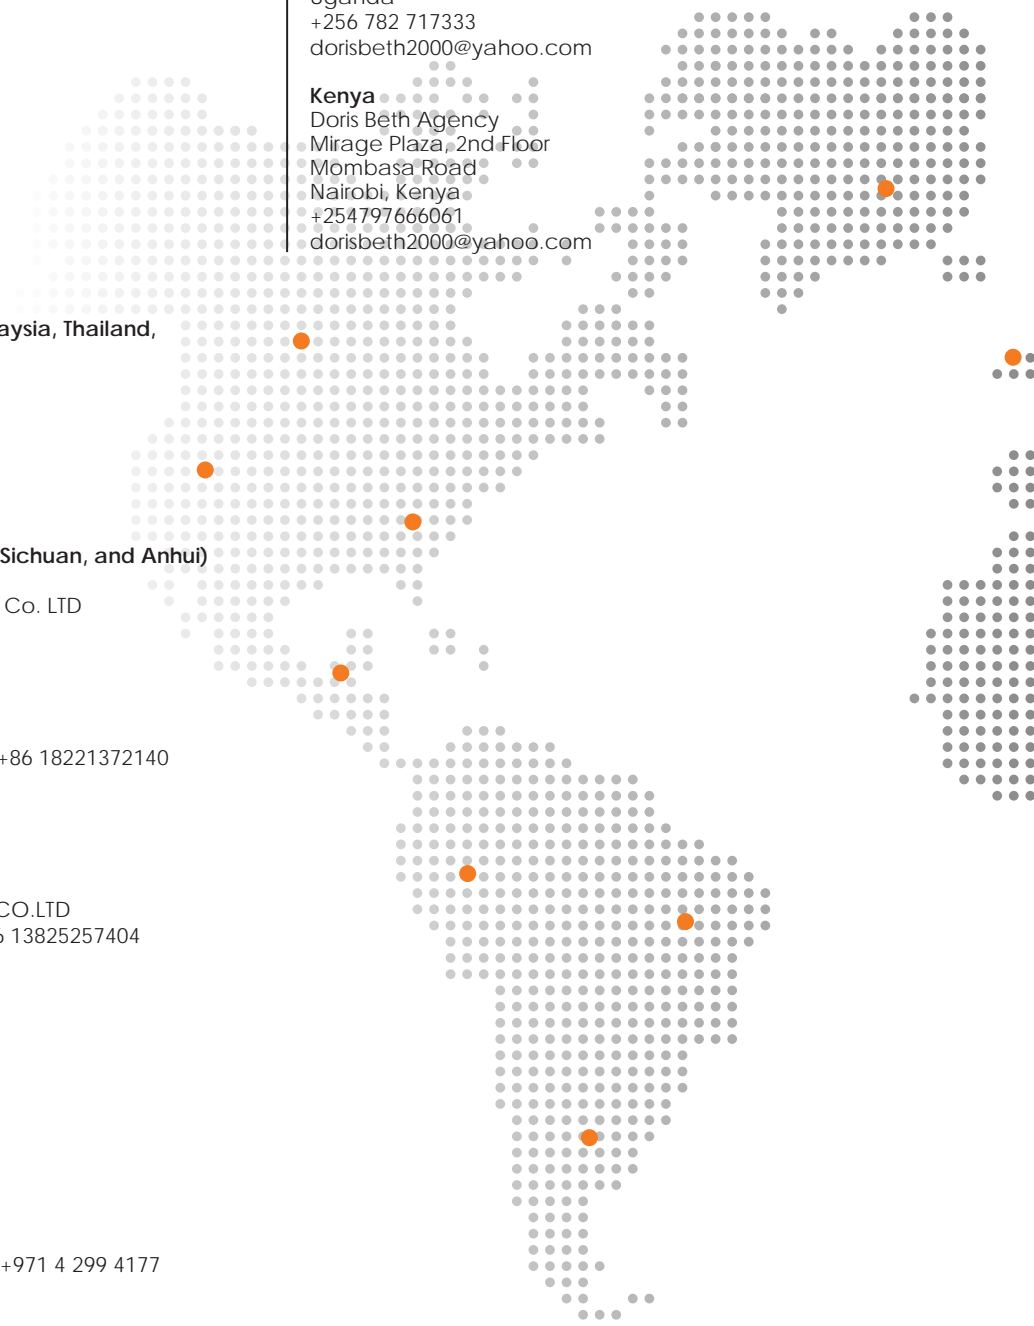 Uganda
+256 782 717333
dorisbeth2000@yahoo.com
Kenya
Doris Beth Agency
Mirage Plaza, 2nd Floor
Mombasa Road
Nairobi, Kenya
+254797666061
dorisbeth2000@yahoo.com
Thailand,
Sichuan, and Anhui)
Co. LTD
+86 18221372140
CO.LTD
13825257404
+971 4 299 4177